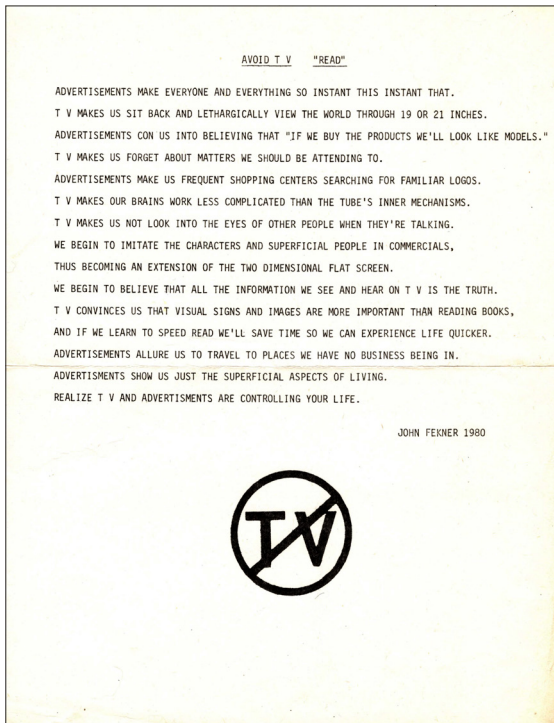 AVOID T V "READ"
ADVERTISEMENTS MAKE EVERYONE AND EVERYTHING SO INSTANT THIS INSTANT THAT.
T V MAKES US SIT BACK AND LETHARGICALLY VIEW THE WORLD THROUGH 19 OR 21 INCHES.
ADVERTISEMENTS CON US INTO BELIEVING THAT "IF WE BUY THE PRODUCTS WE'LL LOOK LIKE MODELS."
T V MAKES US FORGET ABOUT MATTERS WE SHOULD BE ATTENDING TO.
ADVERTISEMENTS MAKE US FREQUENT SHOPPING CENTERS SEARCHING FOR FAMILIAR LOGOS.
T V MAKES OUR BRAINS WORK LESS COMPLICATED THAN THE TUBE'S INNER MECHANISMS.
T V MAKES US NOT LOOK INTO THE EYES OF OTHER PEOPLE WHEN THEY'RE TALKING.
WE BEGIN TO IMITATE THE CHARACTERS AND SUPERFICIAL PEOPLE IN COMMERCIALS,
THUS BECOMING AN EXTENSION OF THE TWO DIMENSIONAL FLAT SCREEN.
WE BEGIN TO BELIEVE THAT ALL THE INFORMATION WE SEE AND HEAR ON T V IS THE TRUTH.
T V CONVINCES US THAT VISUAL SIGNS AND IMAGES ARE MORE IMPORTANT THAN READING BOOKS,
AND IF WE LEARN TO SPEED READ WE'LL SAVE TIME SO WE CAN EXPERIENCE LIFE QUICKER.
ADVERTISEMENTS ALLURE US TO TRAVEL TO PLACES WE HAVE NO BUSINESS BEING IN.
ADVERTISMENTS SHOW US JUST THE SUPERFICIAL ASPECTS OF LIVING.
REALIZE T V AND ADVERTISMENTS ARE CONTROLLING YOUR LIFE.
JOHN FEKNER 1980
TV